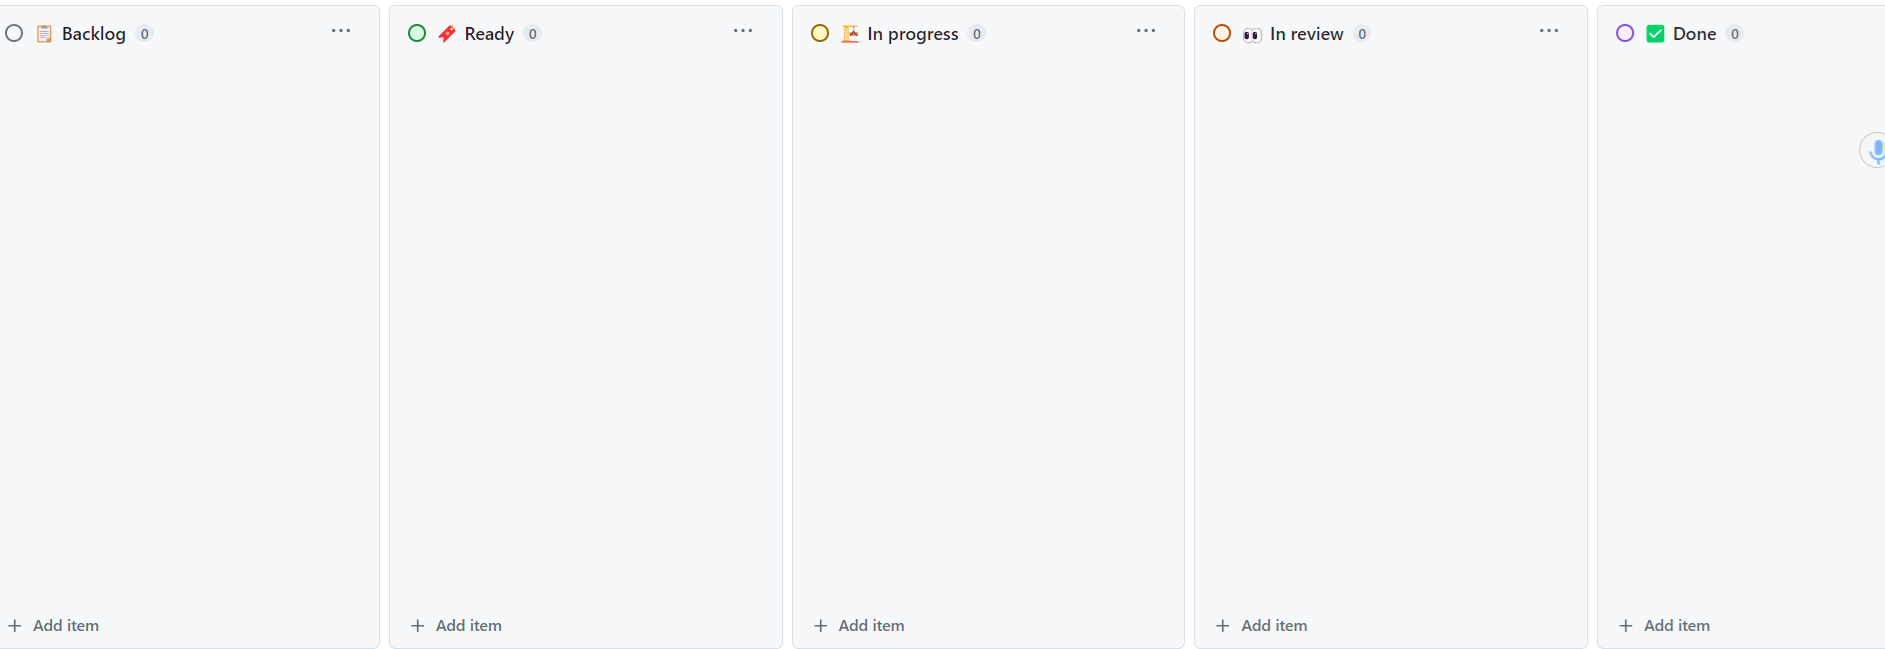 Backlog 0
Ready 0
In progress 0
In review 0
Done 0
Add item
Add item
Add item
Add item
Add item